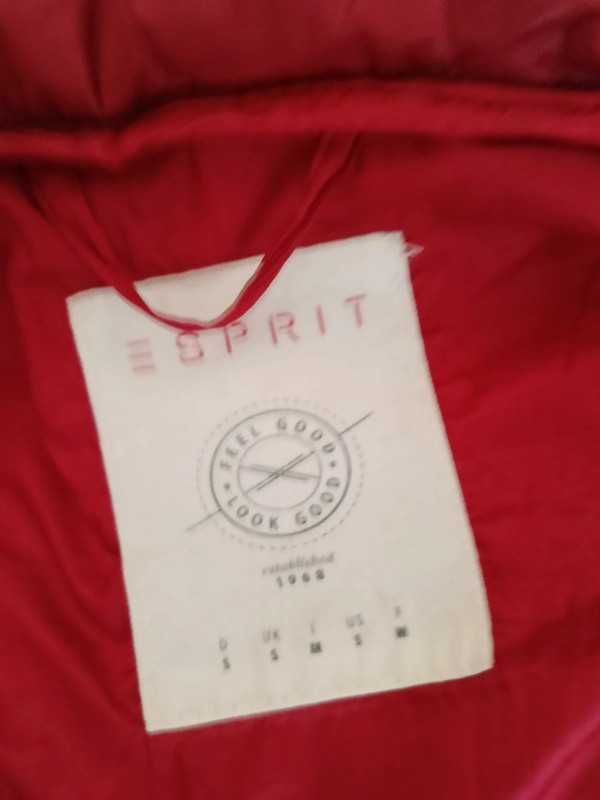 ESPRIT
FEEL GOOD
LOOK GOOD
established
1968
D UK I US F
S S M S M